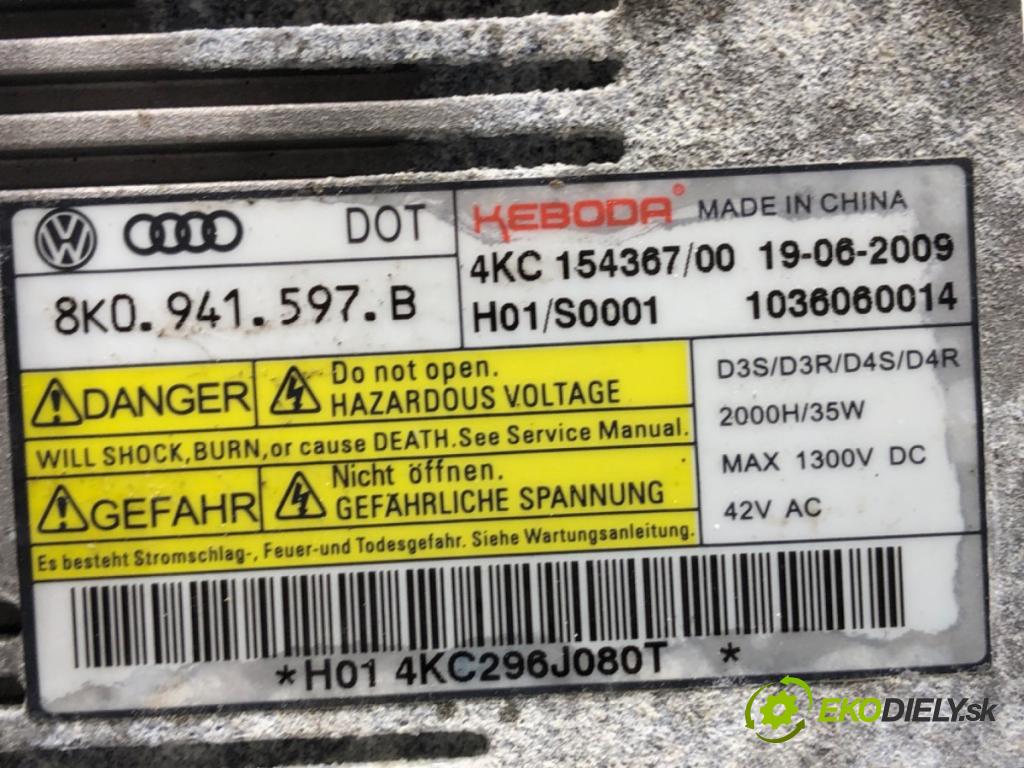 DOT
8K0.941.597.B
KEBODA® MADE IN CHINA
4KC 154367/00 19-06-2009
H01/S0001 1036060014
DANGER
Do not open.
HAZARDOUS VOLTAGE
WILL SHOCK, BURN, or cause DEATH. See Service Manual.
GEFAHR
Nicht öffnen.
GEFÄHRLICHE SPANNUNG
Es besteht Stromschlag-, Feuer-und Todesgefahr. Siehe Wartungsanleitung.
D3S/D3R/D4S/D4R
2000H/35W
MAX 1300V DC
42V AC
*H01 4KC296J080T *
EKODIELY.sk